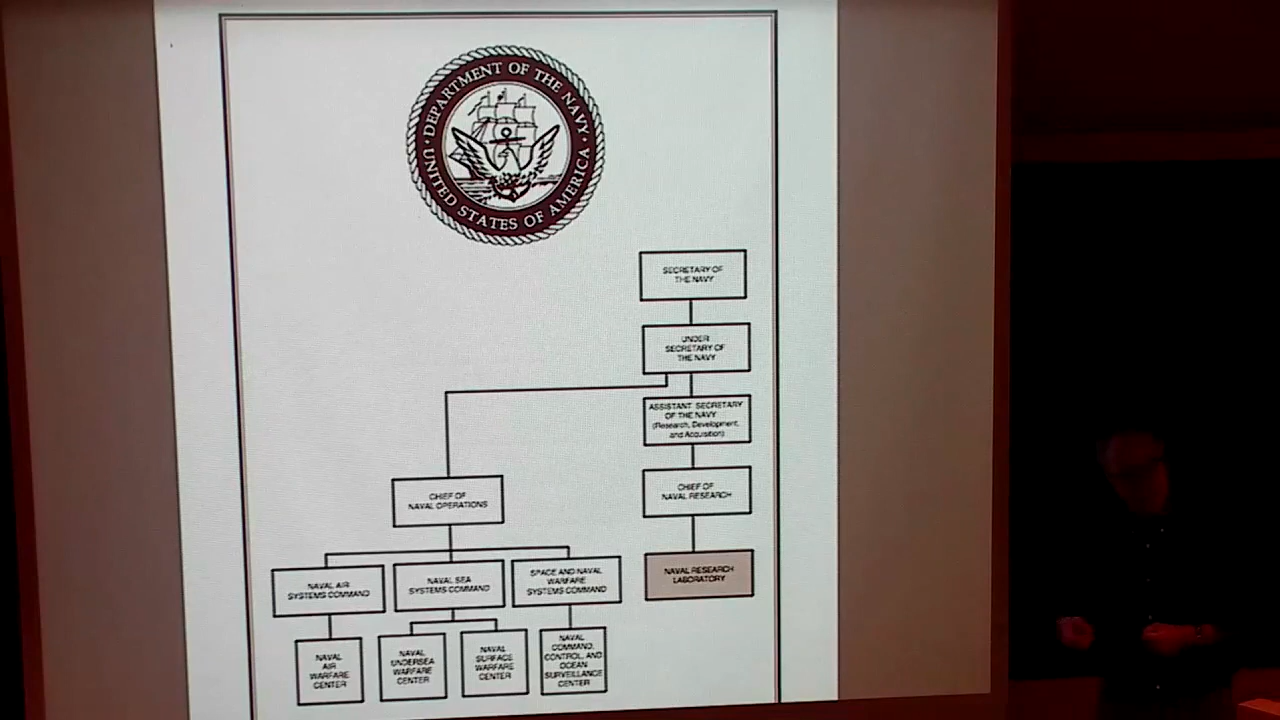 DEPARTMENT OF THE NAVY
UNITED STATES OF AMERICA
SECRETARY OF
THE NAVY
UNDER
SECRETARY OF
THE NAVY
ASSISTANT SECRETARY
OF THE NAVY
(Research, Development,
and Acquisition)
CHIEF OF
NAVAL OPERATIONS
CHIEF OF
NAVAL RESEARCH
NAVAL AIR
SYSTEMS COMMAND
NAVAL SEA
SYSTEMS COMMAND
SPACE AND NAVAL
WARFARE
SYSTEMS COMMAND
NAVAL RESEARCH
LABORATORY
NAVAL
AIR
WARFARE
CENTER
NAVAL
UNDERSEA
WARFARE
CENTER
NAVAL
SURFACE
WARFARE
CENTER
NAVAL
COMMAND,
CONTROL, AND
OCEAN
SURVEILLANCE
CENTER